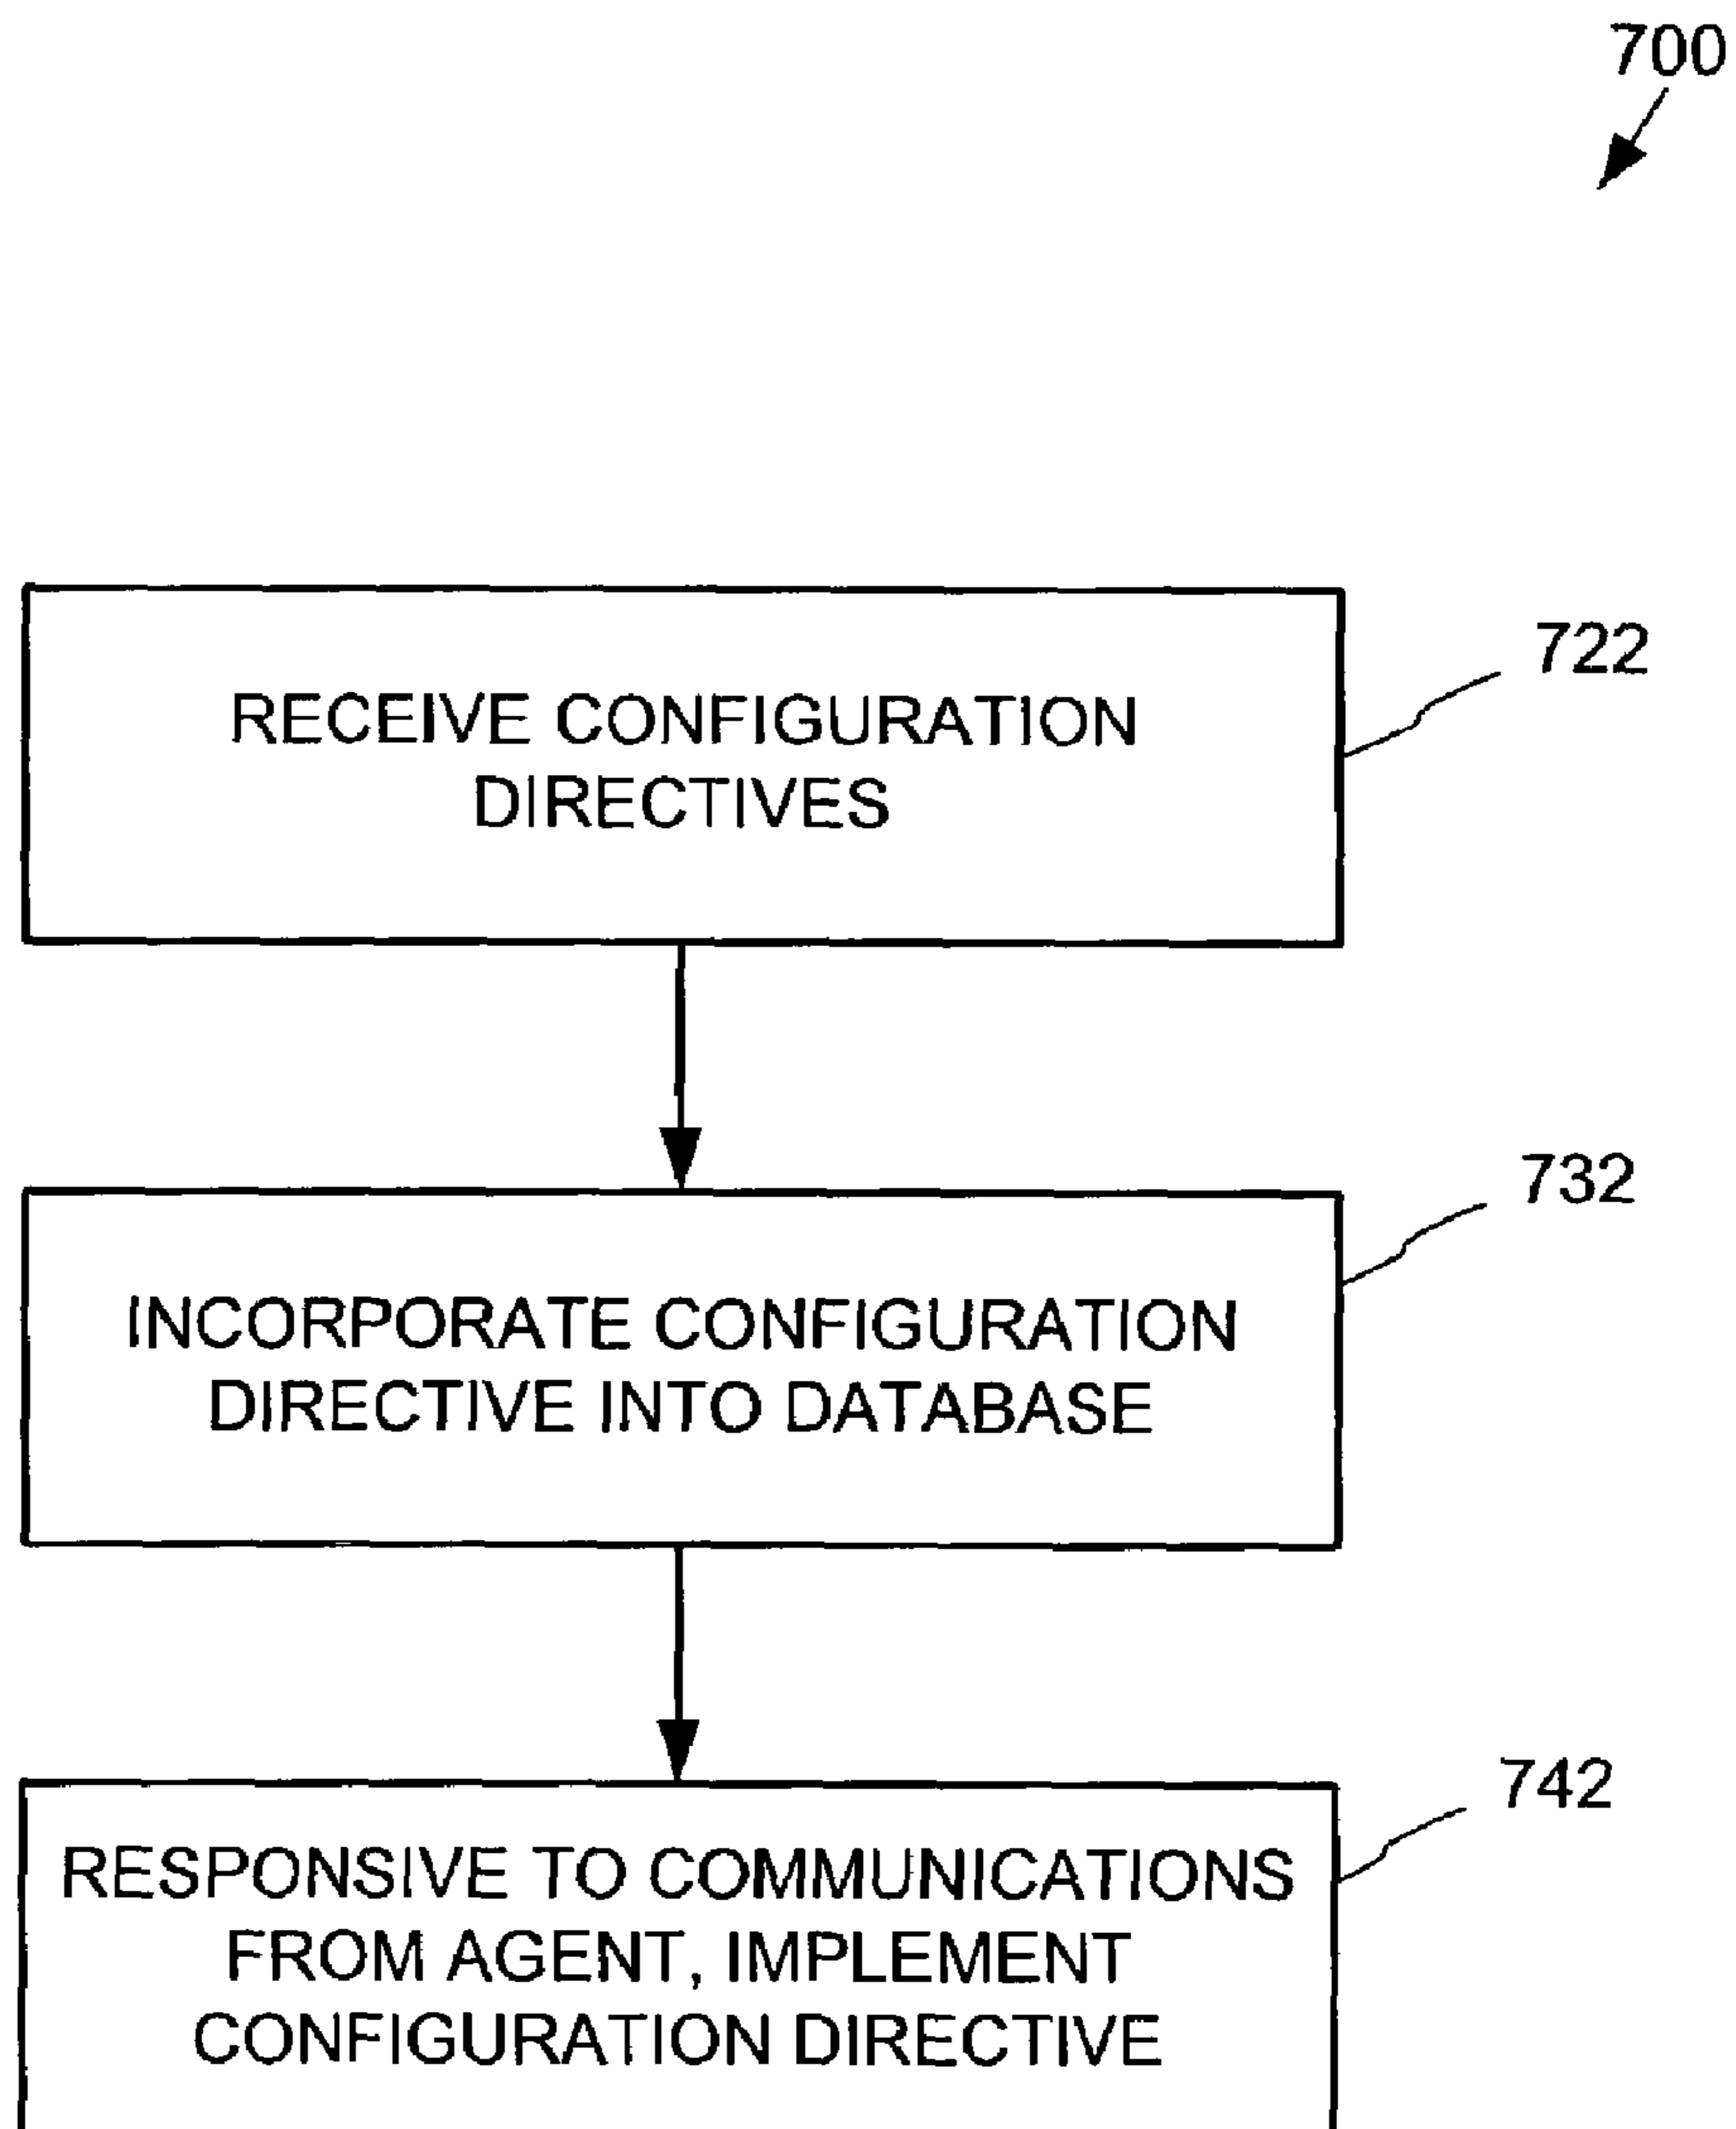 700
RECEIVE CONFIGURATION
DIRECTIVES
722
INCORPORATE CONFIGURATION
DIRECTIVE INTO DATABASE
732
RESPONSIVE TO COMMUNICATIONS
FROM AGENT, IMPLEMENT
CONFIGURATION DIRECTIVE
742